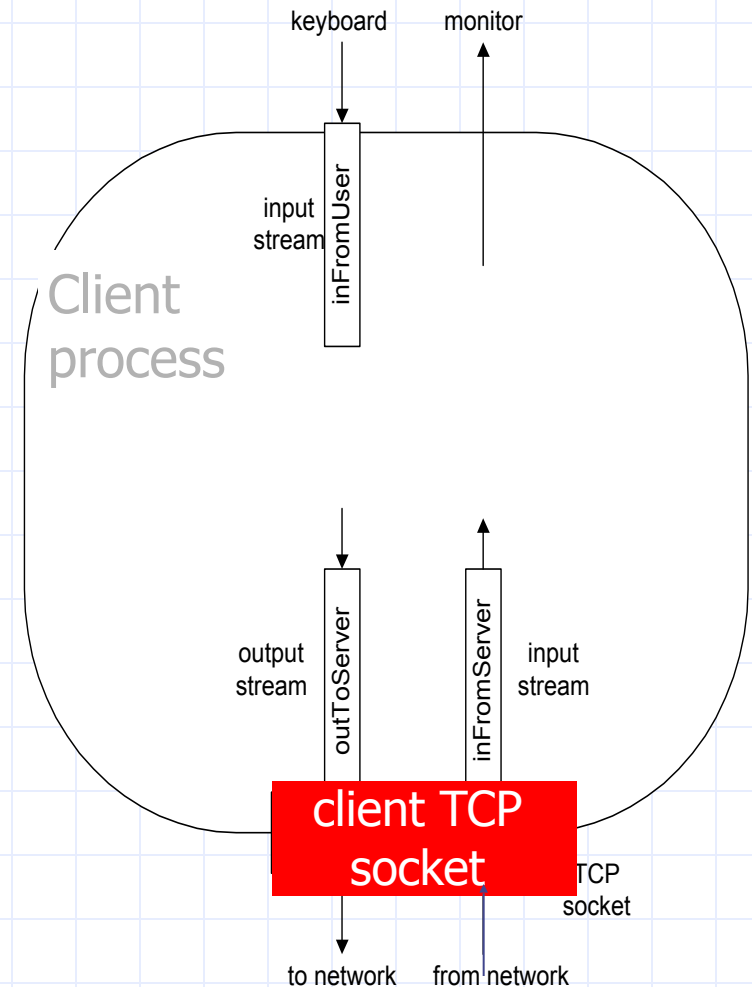 keyboard monitor
input
stream
inFromUser
Client
process
output
stream
outToServer
inFromServer
input
stream
client TCP
socket
TCP
socket
to network from network